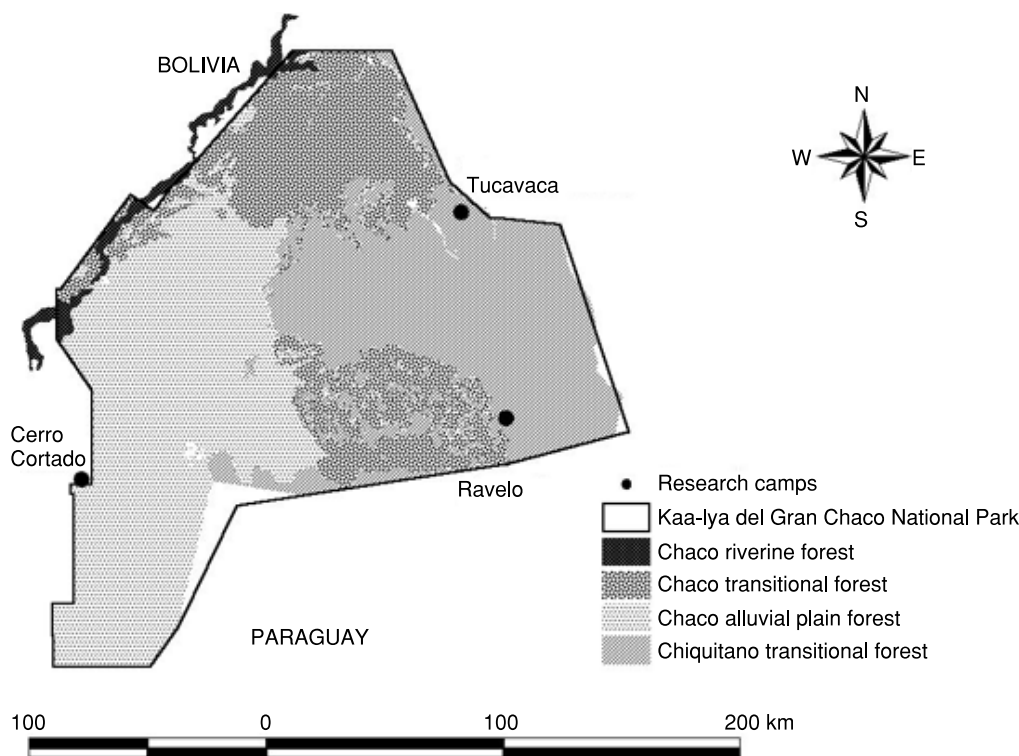 BOLIVIA
N
W
E
S
Tucavaca
Cerro
Cortado
Ravelo
PARAGUAY
Research camps
Kaa-lya del Gran Chaco National Park
Chaco riverine forest
Chaco transitional forest
Chaco alluvial plain forest
Chiquitano transitional forest
100 0 100 200 km